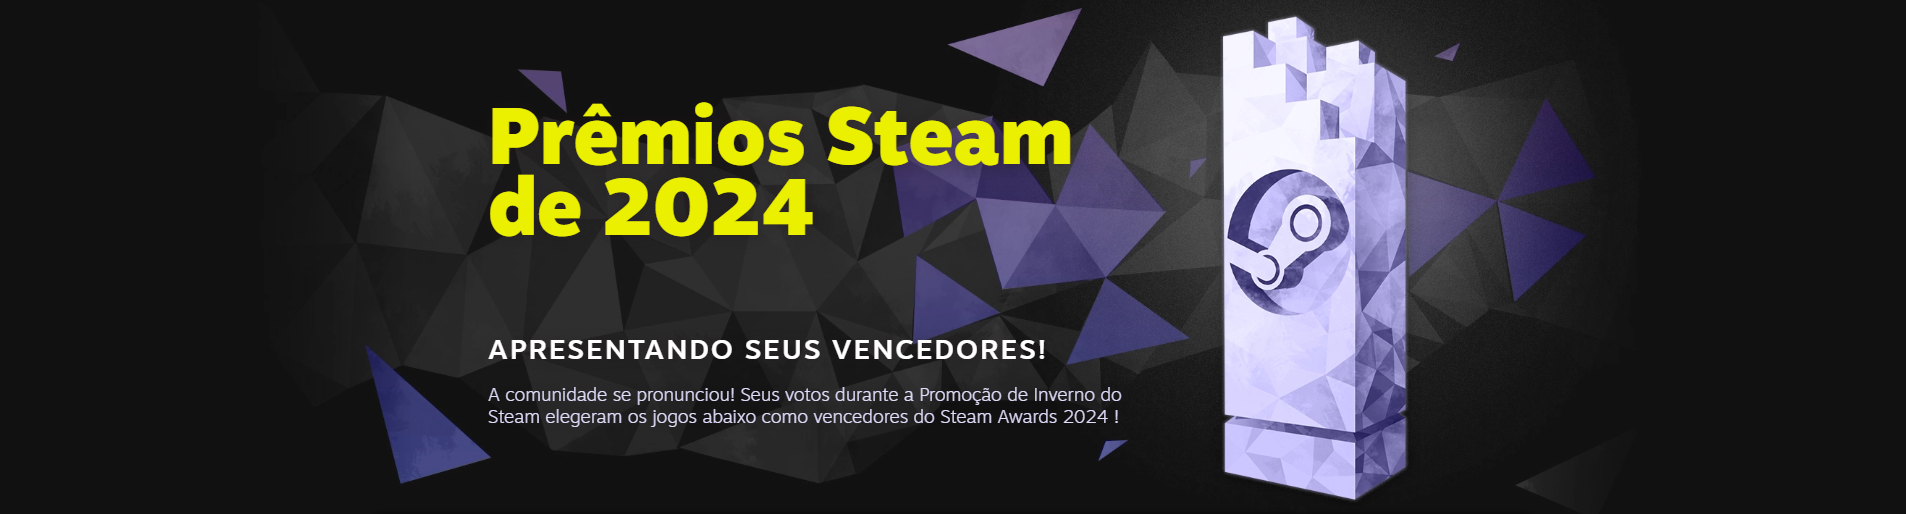 Prêmios Steam
de 2024
APRESENTANDO SEUS VENCEDORES!
A comunidade se pronunciou! Seus votos durante a Promoção de Inverno do
Steam elegeram os jogos abaixo como vencedores do Steam Awards 2024 !